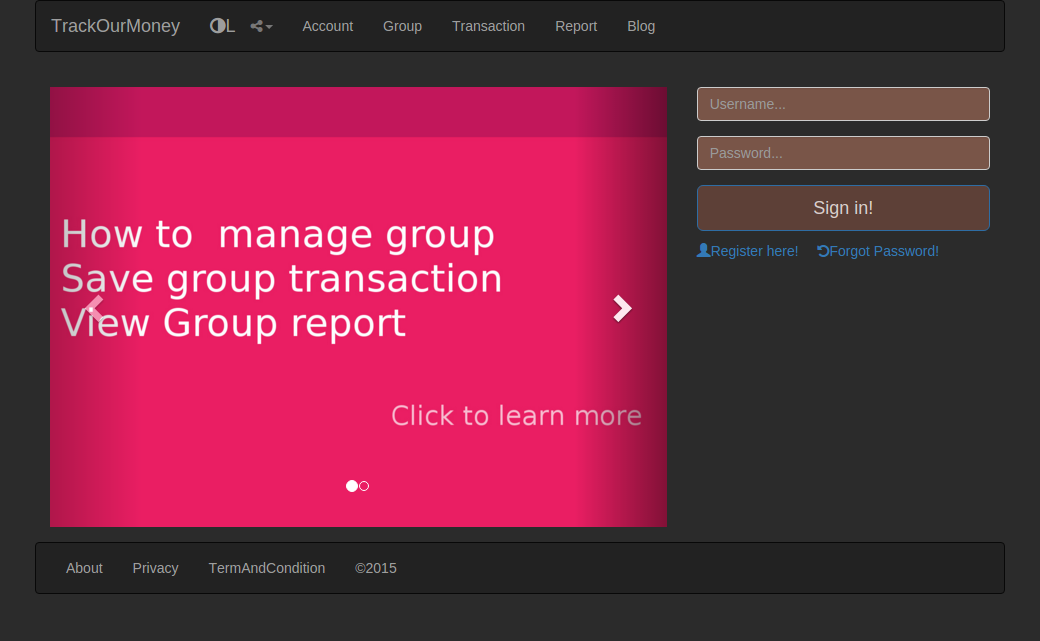 TrackOurMoney L Account Group Transaction Report Blog
How to manage group
Save group transaction
View Group report
Click to learn more
Username...
Password...
Sign in!
Register here! Forgot Password!
About Privacy TermAndCondition ©2015